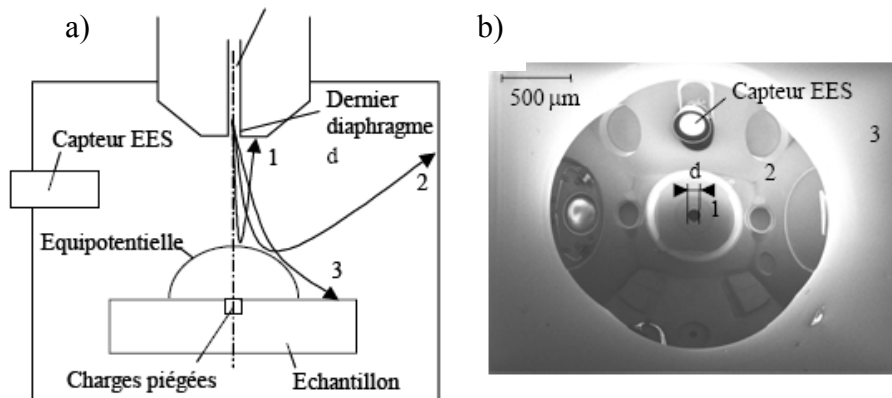 a)
Dernier
diaphragme
d
Capteur EES
1
2
Equipotentielle
3
Charges piégées
Echantillon
b)
500 µm
Capteur EES
3
d
2
1